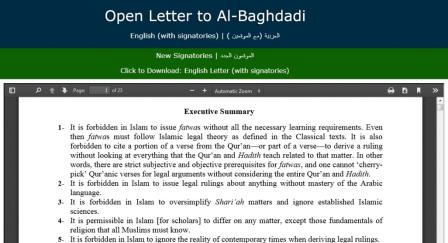 Open Letter to Al-Baghdadi
English (with signatories) | العربية (مع الموقعين)
New Signatories | الموقعون الجدد
Click to Download: English Letter (with signatories)
Page 1 of 23 Automatic Zoom
Executive Summary
1- It is forbidden in Islam to issue fatwas without all the necessary learning requirements. Even
then fatwas must follow Islamic legal theory as defined in the Classical texts. It is also
forbidden to cite a portion of a verse from the Qur'an—or part of a verse—to derive a ruling
without looking at everything that the Qur'an and Hadith teach related to that matter. In other
words, there are strict subjective and objective prerequisites for fatwas, and one cannot 'cherry-
pick' Qur'anic verses for legal arguments without considering the entire Qur'an and Hadith.
2- It is forbidden in Islam to issue legal rulings about anything without mastery of the Arabic
language.
3- It is forbidden in Islam to oversimplify Shari'ah matters and ignore established Islamic
sciences.
4- It is permissible in Islam [for scholars] to differ on any matter, except those fundamentals of
religion that all Muslims must know.
5- It is forbidden in Islam to ignore the reality of contemporary times when deriving legal rulings.